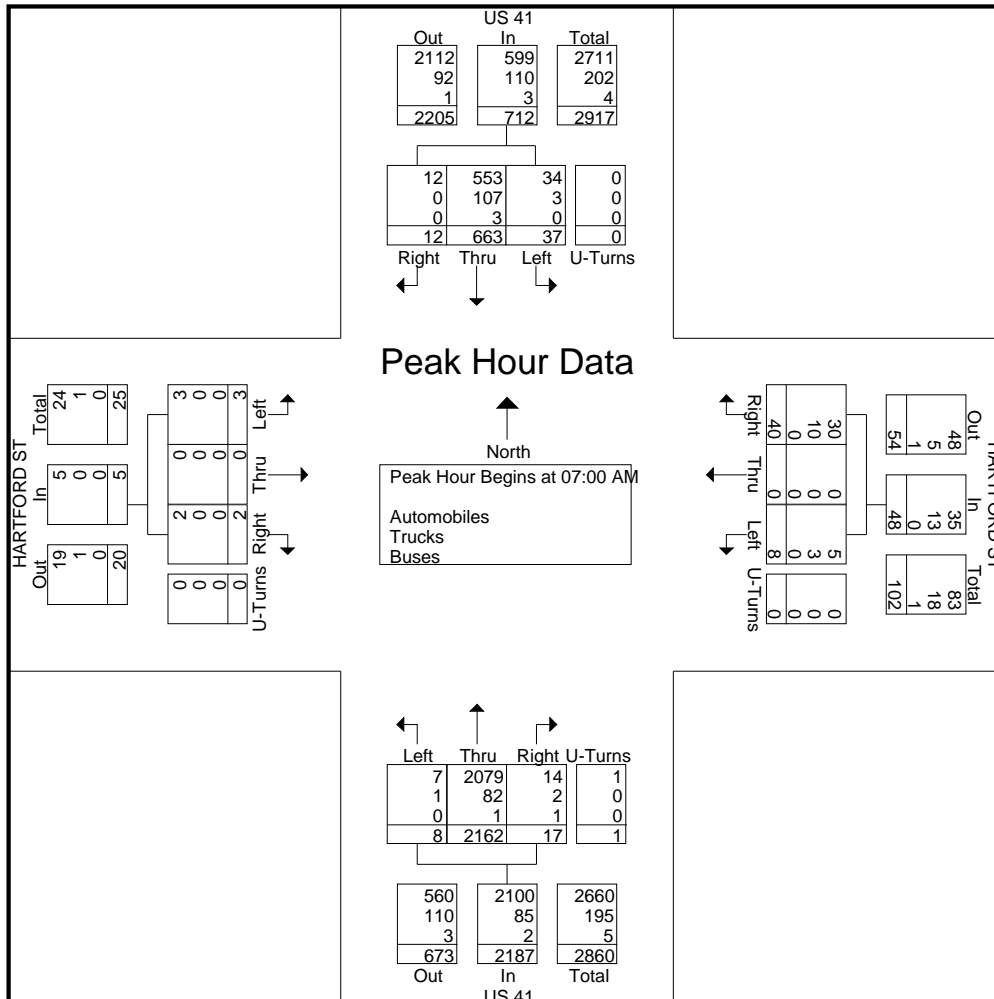 US 41
Out In Total
2112 599 2711
92 110 202
1 3 4
2205 712 2917
12 553 34 0
0 107 3 0
0 3 0 0
12 663 37 0
Right Thru Left U-Turns
Peak Hour Data
North
Peak Hour Begins at 07:00 AM
Automobiles
Trucks
Buses
HARTFORD ST
Total In Out
24 5 19
1 0 1
0 0 0
25 5 20
3 0 2 0
0 0 0 0
0 0 0 0
3 0 2 0
Left Thru Right U-Turns
HARTFORD ST
Out In Total
48 35 83
5 13 18
1 0 1
54 48 102
30 0 5 0
10 0 3 0
0 0 0 0
40 0 8 0
Right Thru Left U-Turns
Left Thru Right U-Turns
7 2079 14 1
1 82 2 0
0 1 1 0
8 2162 17 1
560 2100 2660
110 85 195
3 2 5
673 2187 2860
Out In Total
US 41